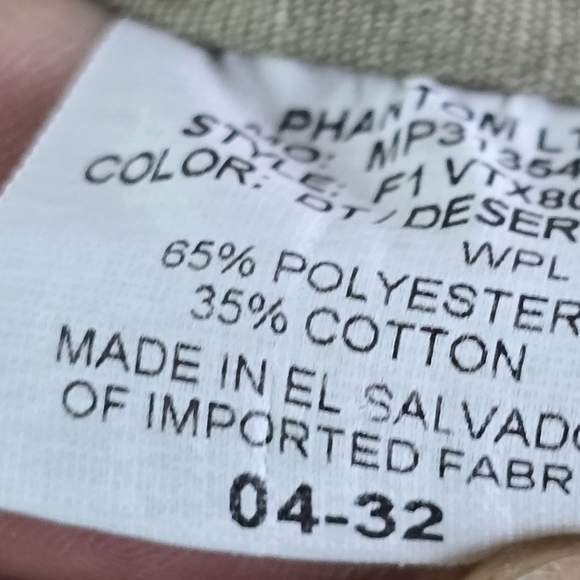 PHANTOM LT
MP31354
STYLE: F1 VTX80
COLOR: DT/DESER
WPL
65% POLYESTER
35% COTTON
MADE IN EL SALVADO
OF IMPORTED FABR
04-32